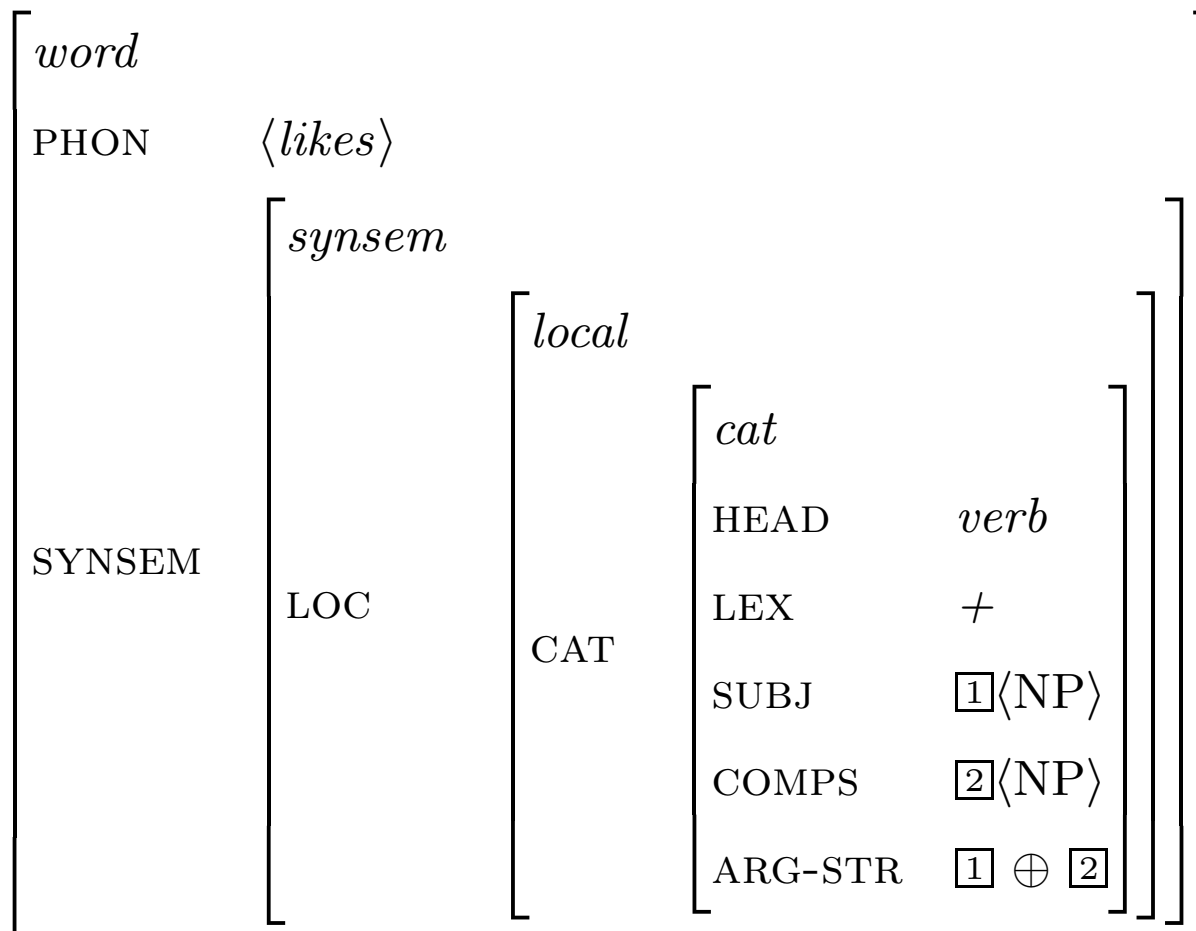 word
PHON ⟨likes⟩
synsem
local
cat
HEAD verb
LEX +
SUBJ 1⟨NP⟩
COMPS 2⟨NP⟩
ARG-STR 1 ⊕ 2
CAT
LOC
SYNSEM